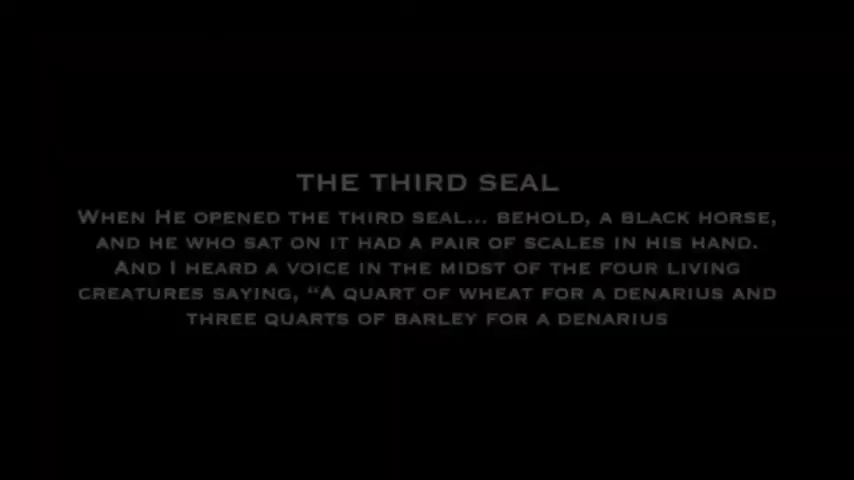 THE THIRD SEAL
WHEN HE OPENED THE THIRD SEAL... BEHOLD, A BLACK HORSE,
AND HE WHO SAT ON IT HAD A PAIR OF SCALES IN HIS HAND.
AND I HEARD A VOICE IN THE MIDST OF THE FOUR LIVING
CREATURES SAYING, “A QUART OF WHEAT FOR A DENARIUS AND
THREE QUARTS OF BARLEY FOR A DENARIUS